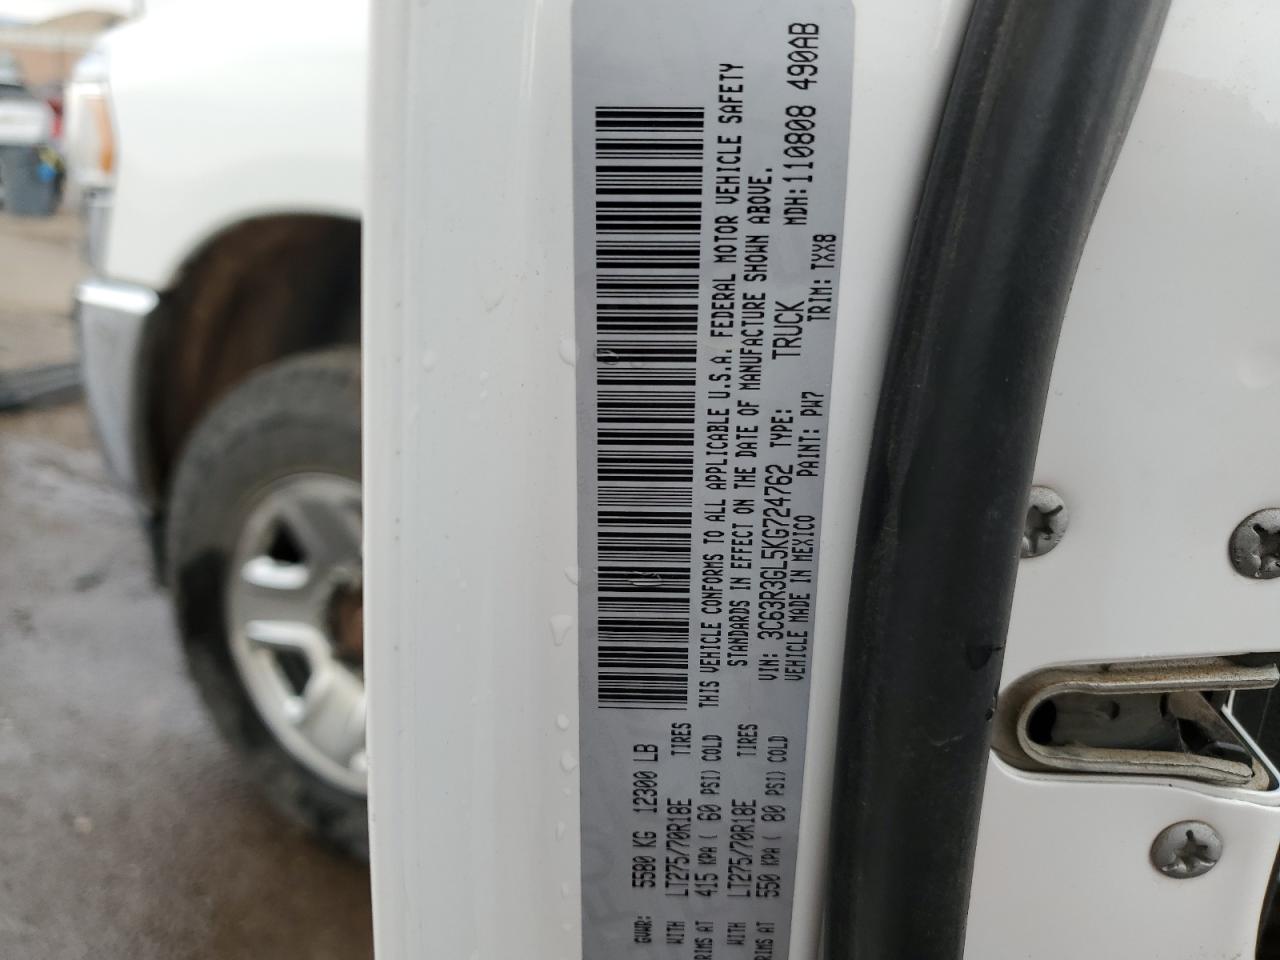 GVWR: 5580 KG 12300 LB
WITH LT275/70R18E TIRES
RIMS AT 415 KPA ( 60 PSI) COLD
WITH LT275/70R18E TIRES
RIMS AT 550 KPA ( 80 PSI) COLD
THIS VEHICLE CONFORMS TO ALL APPLICABLE U.S.A. FEDERAL MOTOR VEHICLE SAFETY
STANDARDS IN EFFECT ON THE DATE OF MANUFACTURE SHOWN ABOVE.
VIN: 3C63R3GL5KG724762 TYPE: TRUCK MDH:110808 490AB
VEHICLE MADE IN MEXICO PAINT: PW7 TRIM: TXX8